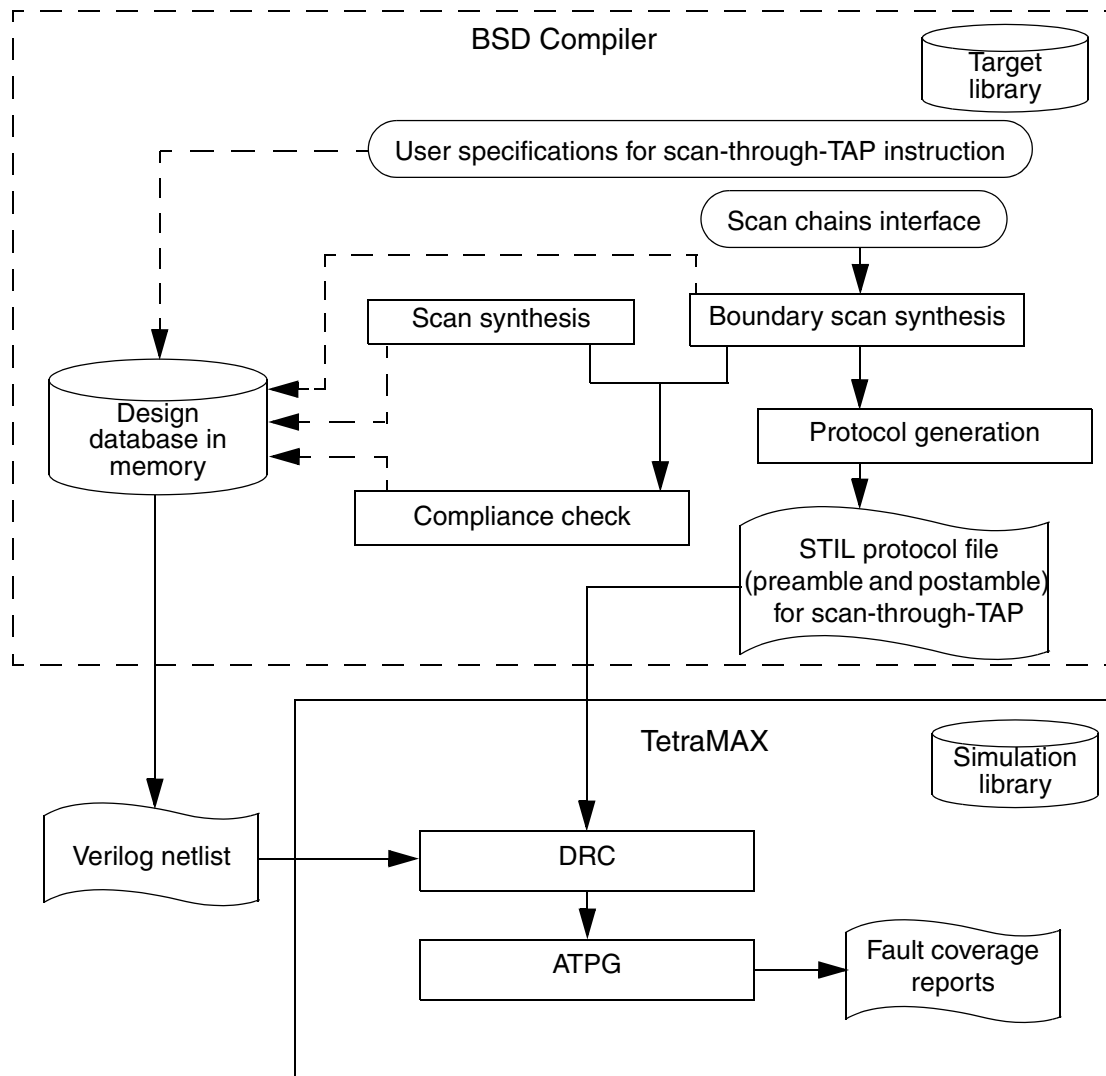 BSD Compiler
Target
library
User specifications for scan-through-TAP instruction
Scan chains interface
Scan synthesis
Boundary scan synthesis
Design
database in
memory
Protocol generation
Compliance check
STIL protocol file
(preamble and postamble)
for scan-through-TAP
TetraMAX
Simulation
library
Verilog netlist
DRC
ATPG
Fault coverage
reports